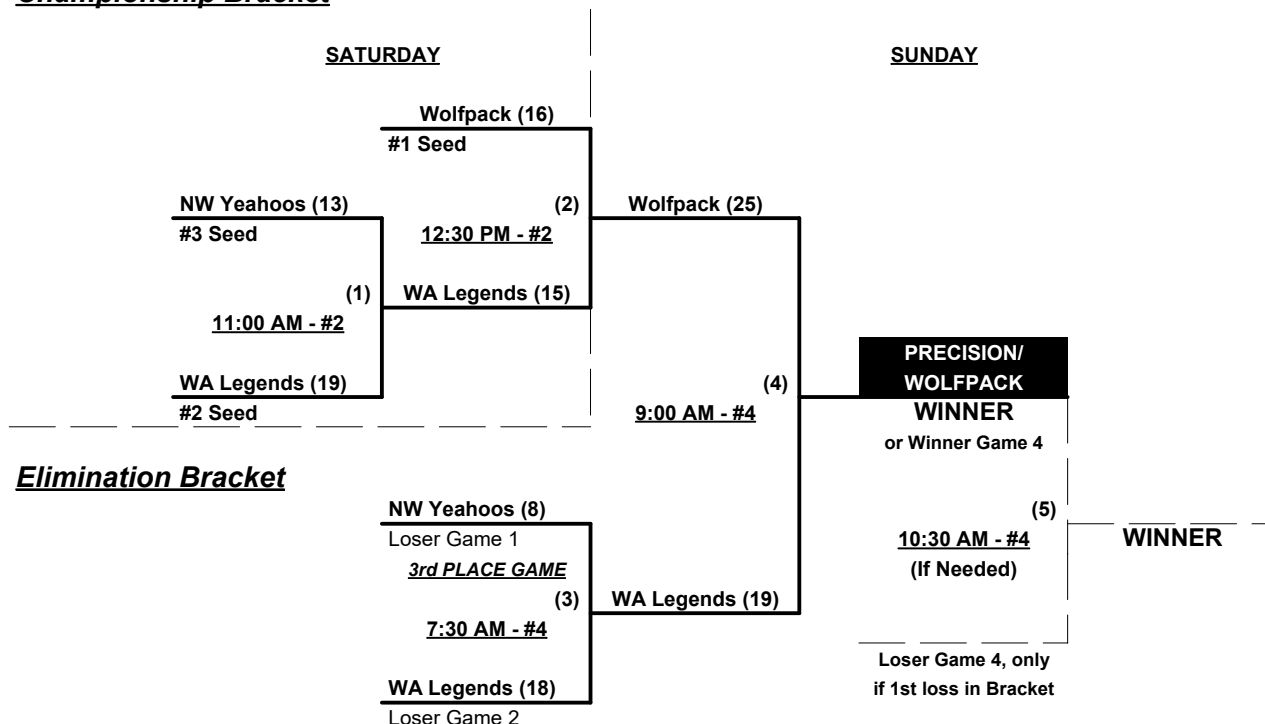 Championship Bracket
SATURDAY
SUNDAY
Wolfpack (16)
#1 Seed
NW Yeahoos (13)
(2)
Wolfpack (25)
#3 Seed
12:30 PM - #2
(1)
WA Legends (15)
11:00 AM - #2
PRECISION/
WOLFPACK
WA Legends (19)
(4)
#2 Seed
9:00 AM - #4
WINNER
or Winner Game 4
Elimination Bracket
NW Yeahoos (8)
(5)
Loser Game 1
10:30 AM - #4
WINNER
3rd PLACE GAME
(If Needed)
(3)
WA Legends (19)
7:30 AM - #4
Loser Game 4, only
if 1st loss in Bracket
WA Legends (18)
Loser Game 2